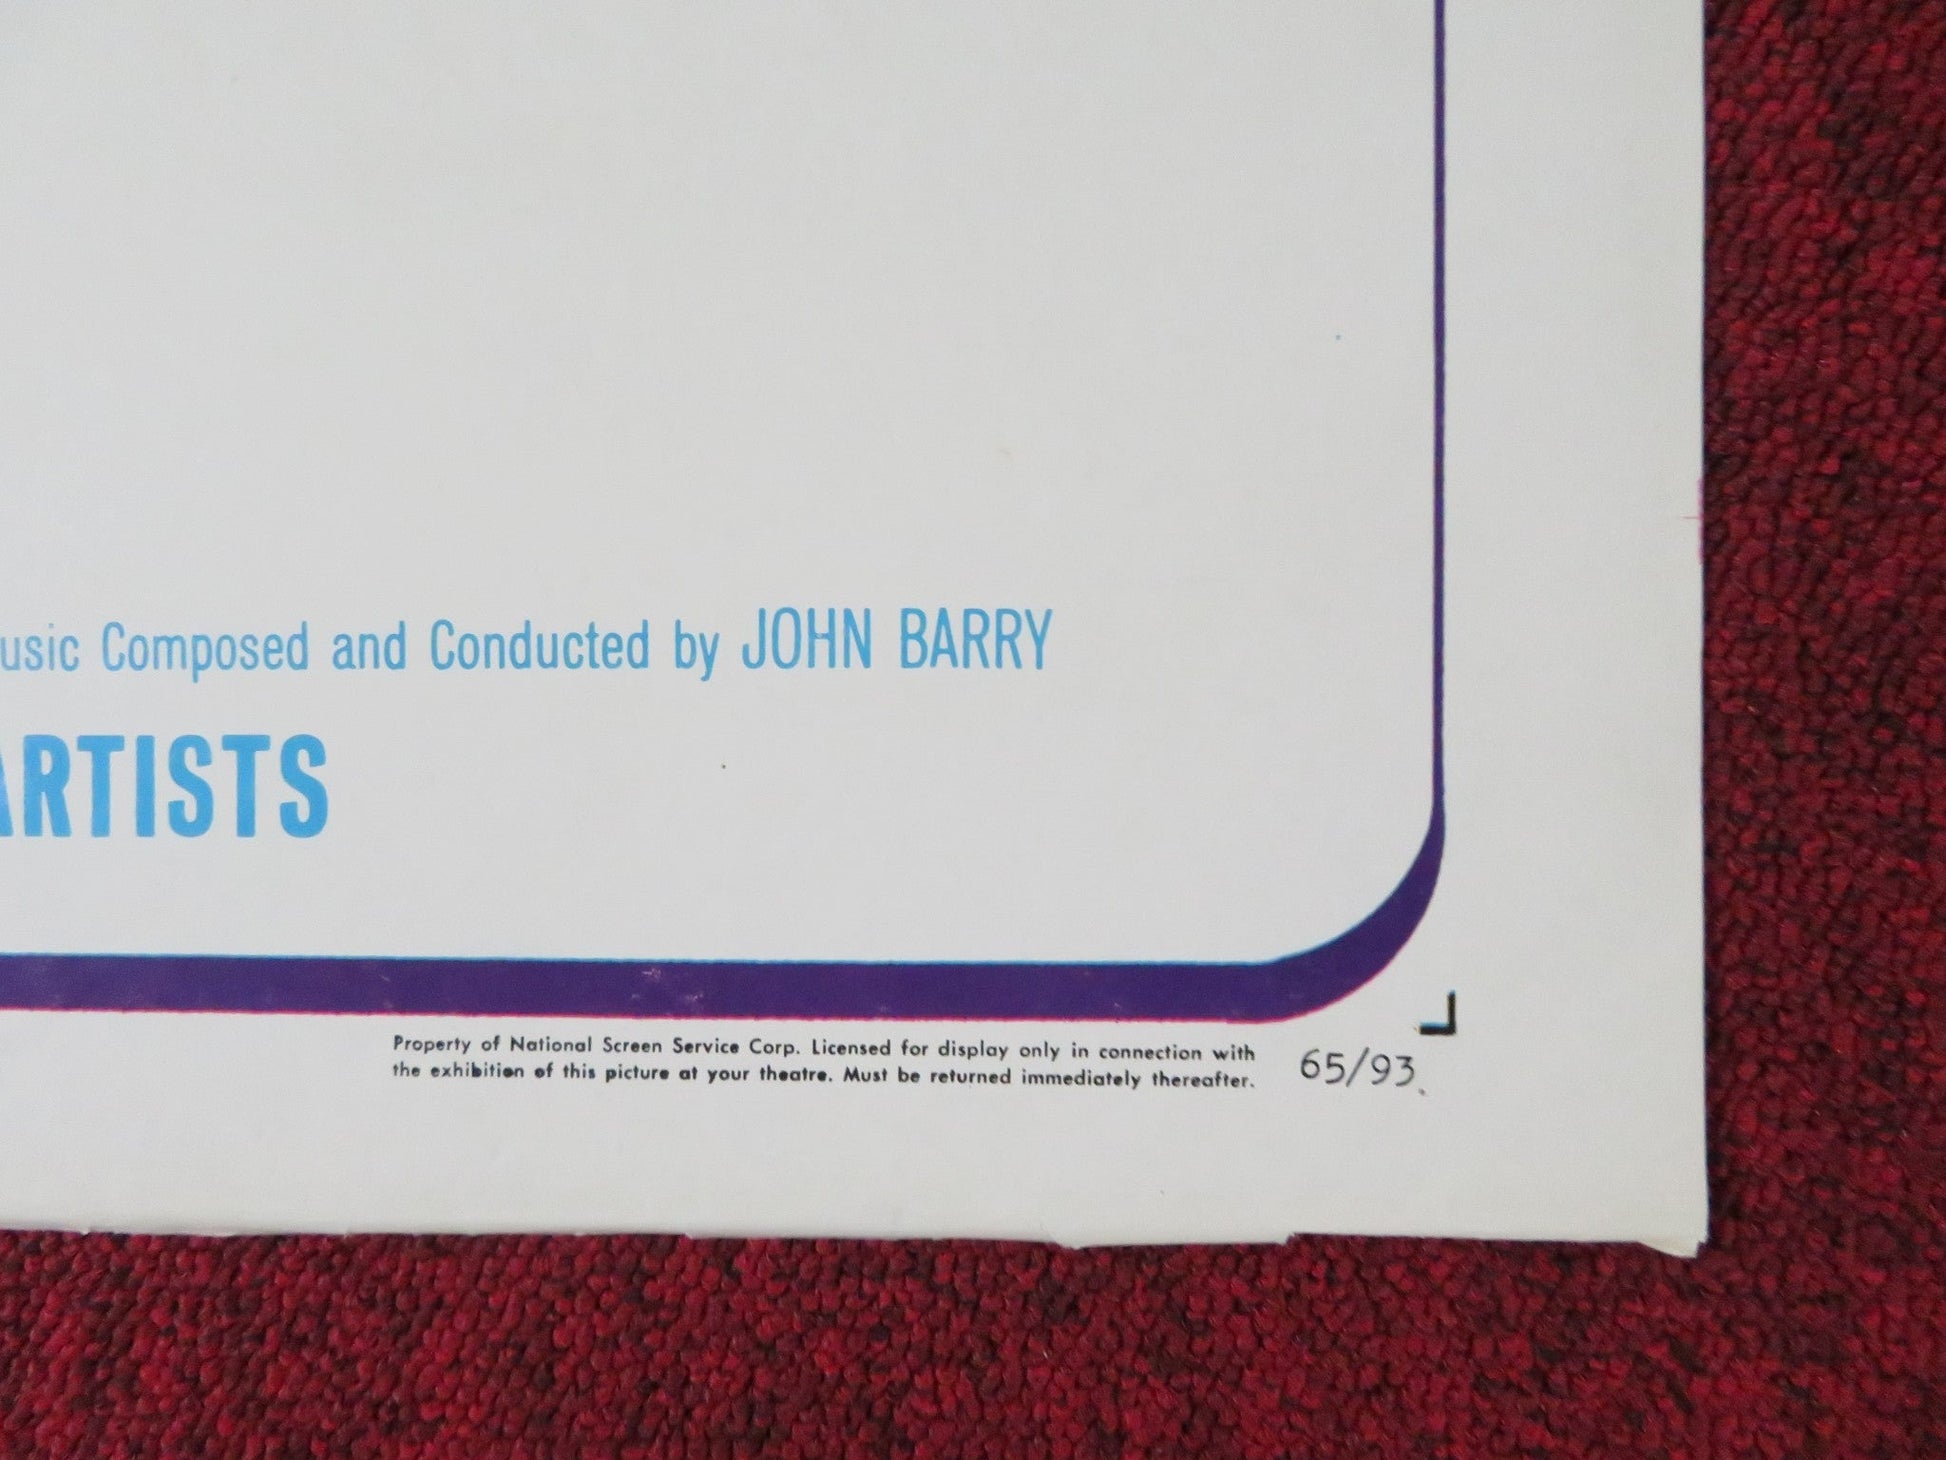 usic Composed and Conducted by JOHN BARRY
ARTISTS
Property of National Screen Service Corp. Licensed for display only in connection with
the exhibition of this picture at your theatre. Must be returned immediately thereafter.
65/93